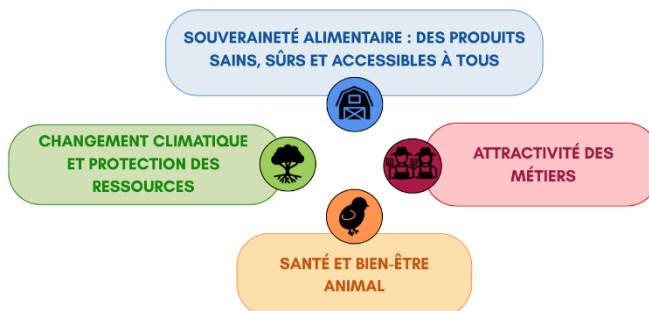 SOUVERAINETÉ ALIMENTAIRE : DES PRODUITS
SAINS, SÛRS ET ACCESSIBLES À TOUS
CHANGEMENT CLIMATIQUE
ET PROTECTION DES
RESSOURCES
ATTRACTIVITÉ DES
MÉTIERS
SANTÉ ET BIEN-ÊTRE
ANIMAL